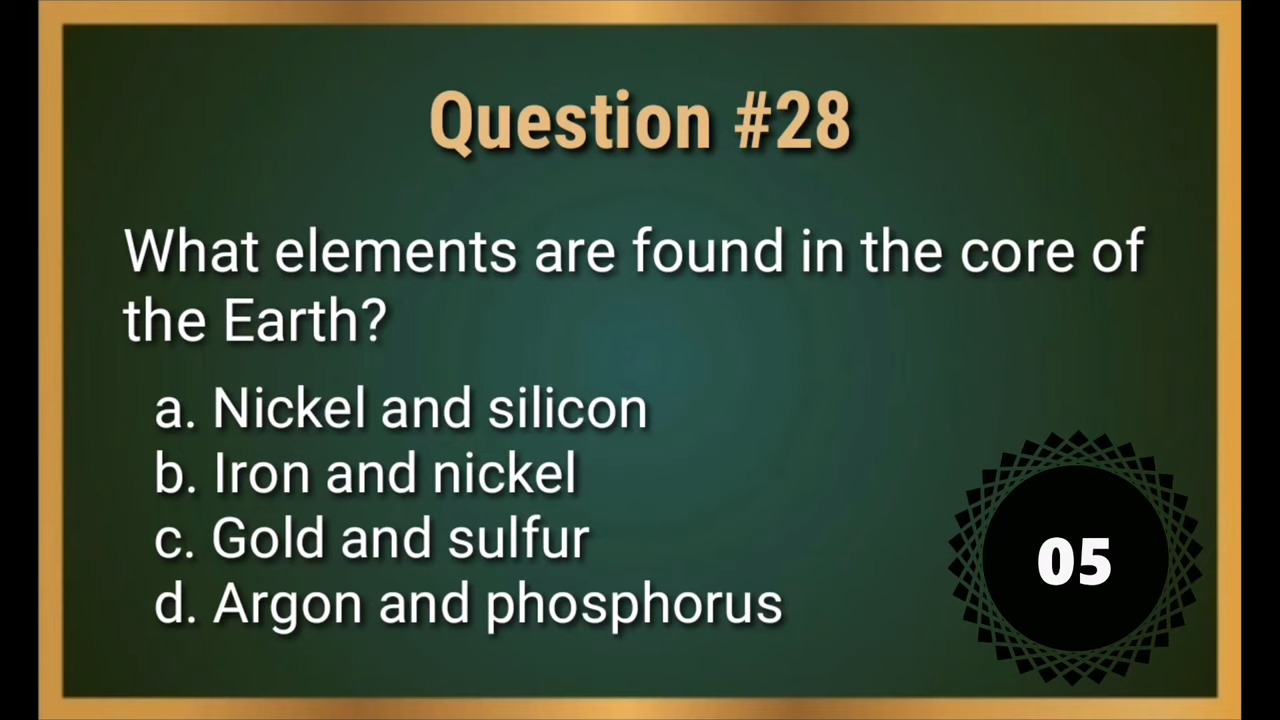 Question #28
What elements are found in the core of
the Earth?
a. Nickel and silicon
b. Iron and nickel
c. Gold and sulfur
d. Argon and phosphorus
05